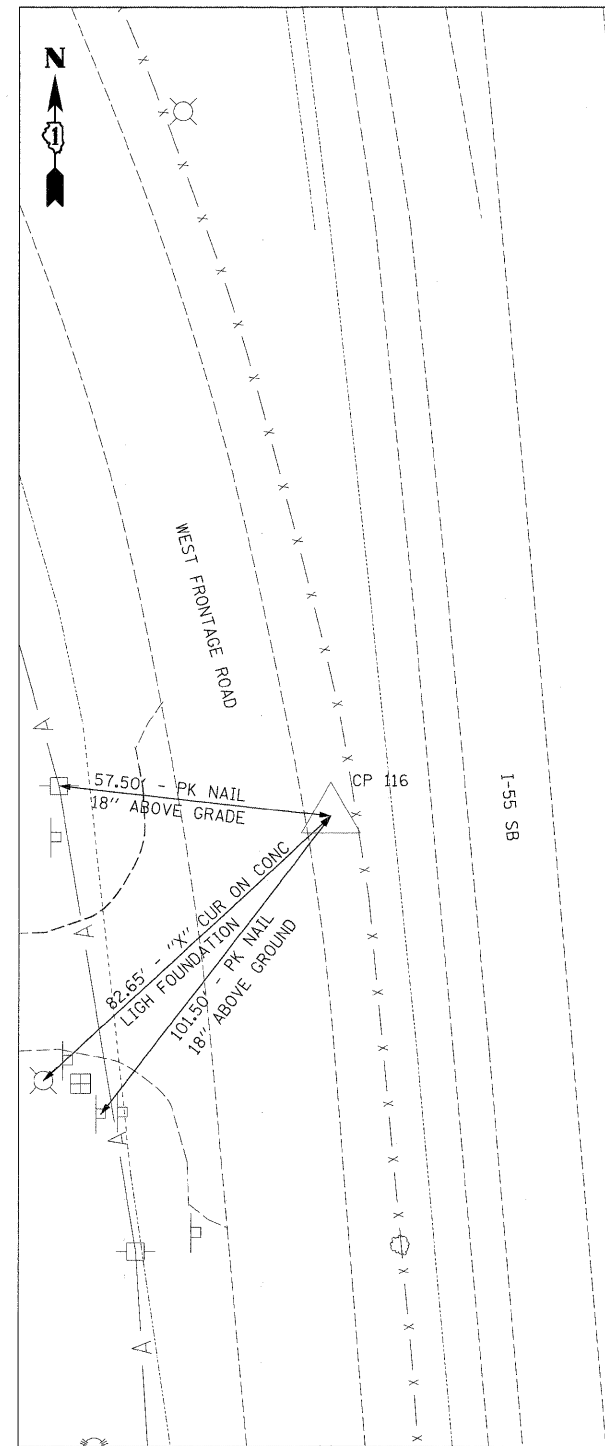 N
1
WEST FRONTAGE ROAD
A
57.50' - PK NAIL
18" ABOVE GRADE
CP 116
I-55 SB
A
82.65' - "X" CUR ON CONC
LIGH FOUNDATION
101.50' - PK NAIL
18" ABOVE GROUND
A
A